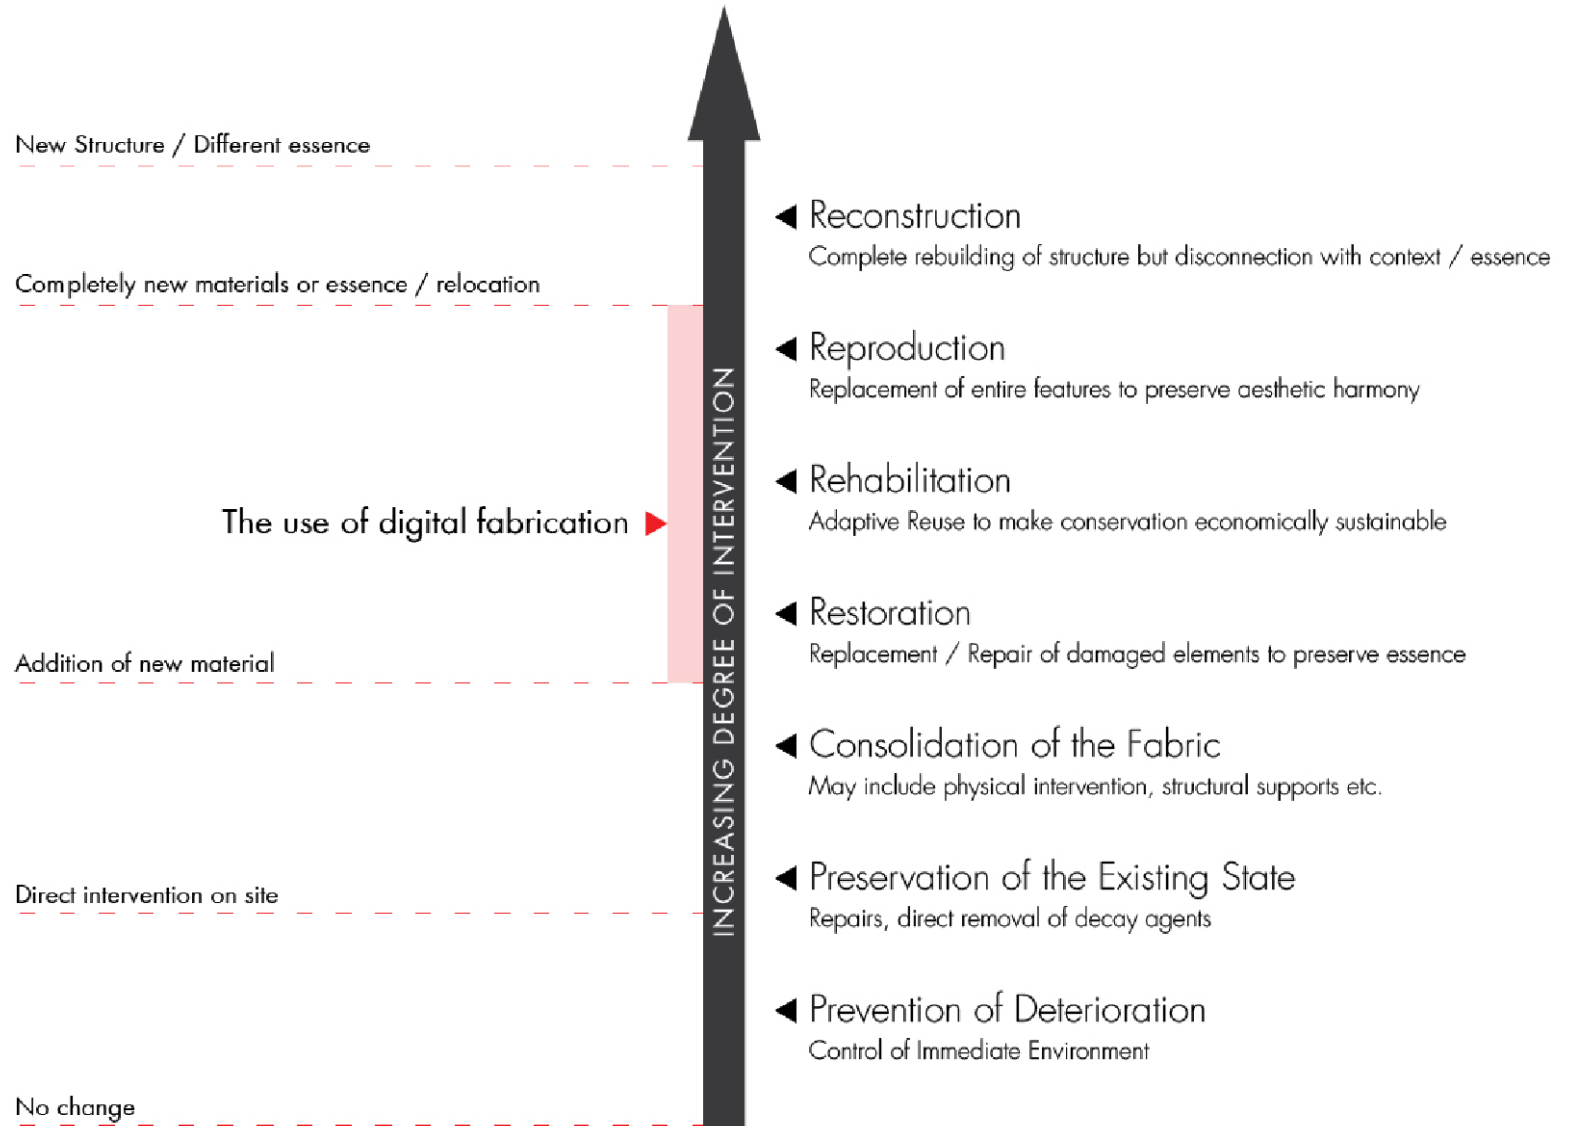 New Structure / Different essence
Reconstruction
Complete rebuilding of structure but disconnection with context / essence
Completely new materials or essence / relocation
Reproduction
Replacement of entire features to preserve aesthetic harmony
INCREASING DEGREE OF INTERVENTION
Rehabilitation
Adaptive Reuse to make conservation economically sustainable
The use of digital fabrication
Restoration
Replacement / Repair of damaged elements to preserve essence
Addition of new material
Consolidation of the Fabric
May include physical intervention, structural supports etc.
Preservation of the Existing State
Repairs, direct removal of decay agents
Direct intervention on site
Prevention of Deterioration
Control of Immediate Environment
No change